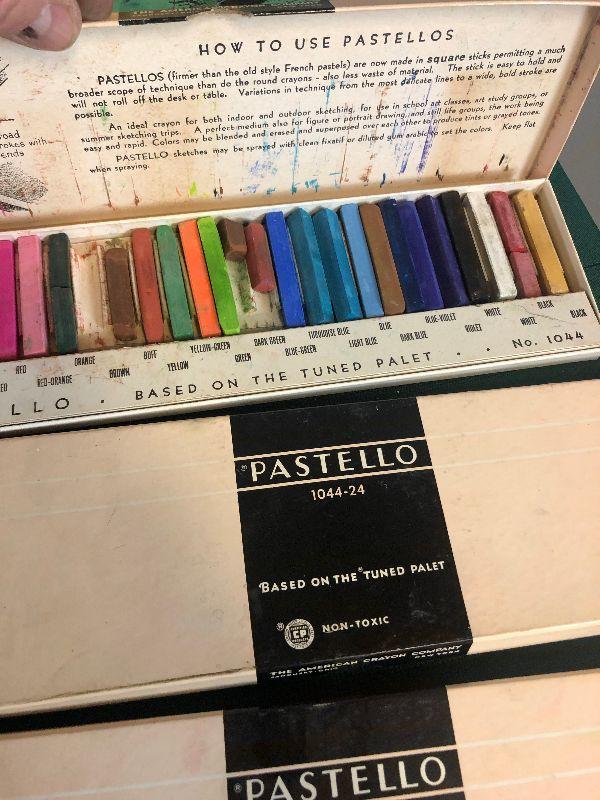 HOW TO USE PASTELLOS
PASTELLOS (firmer than the old style French pastels) are now made in square sticks permitting a much
broader scope of technique than do the round crayons - also less waste of material. The stick is easy to hold and
will not roll off the desk or table. Variations in technique from the most delicate lines to a wide, bold stroke are
possible.
An ideal crayon for both indoor and outdoor sketching, for use in school art classes, art study groups, or
summer sketching trips. A perfect medium also for figure or portrait drawing, and still life groups, the work being
easy and rapid. Colors may be blended and erased and superposed over each other to produce tints or grayed tones.
PASTELLO sketches may be sprayed with clean fixatif or diluted gum arabic to set the colors. Keep flat
when spraying.
okes with
ends
RED ORANGE BUFF YELLOW-GREEN DARK GREEN TURQUOISE BLUE BLUE BLUE-VIOLET WHITE BLACK
ED RED-ORANGE BROWN YELLOW GREEN BLUE-GREEN LIGHT BLUE DARK BLUE VIOLET WHITE BLACK
LLO • BASED ON THE TUNED PALET • • No. 1044
®PASTELLO
1044-24
BASED ON THE ®TUNED PALET
® CP NON-TOXIC
THE AMERICAN CRAYON COMPANY
SANDUSKY, OHIO NEW YORK
®PASTELLO